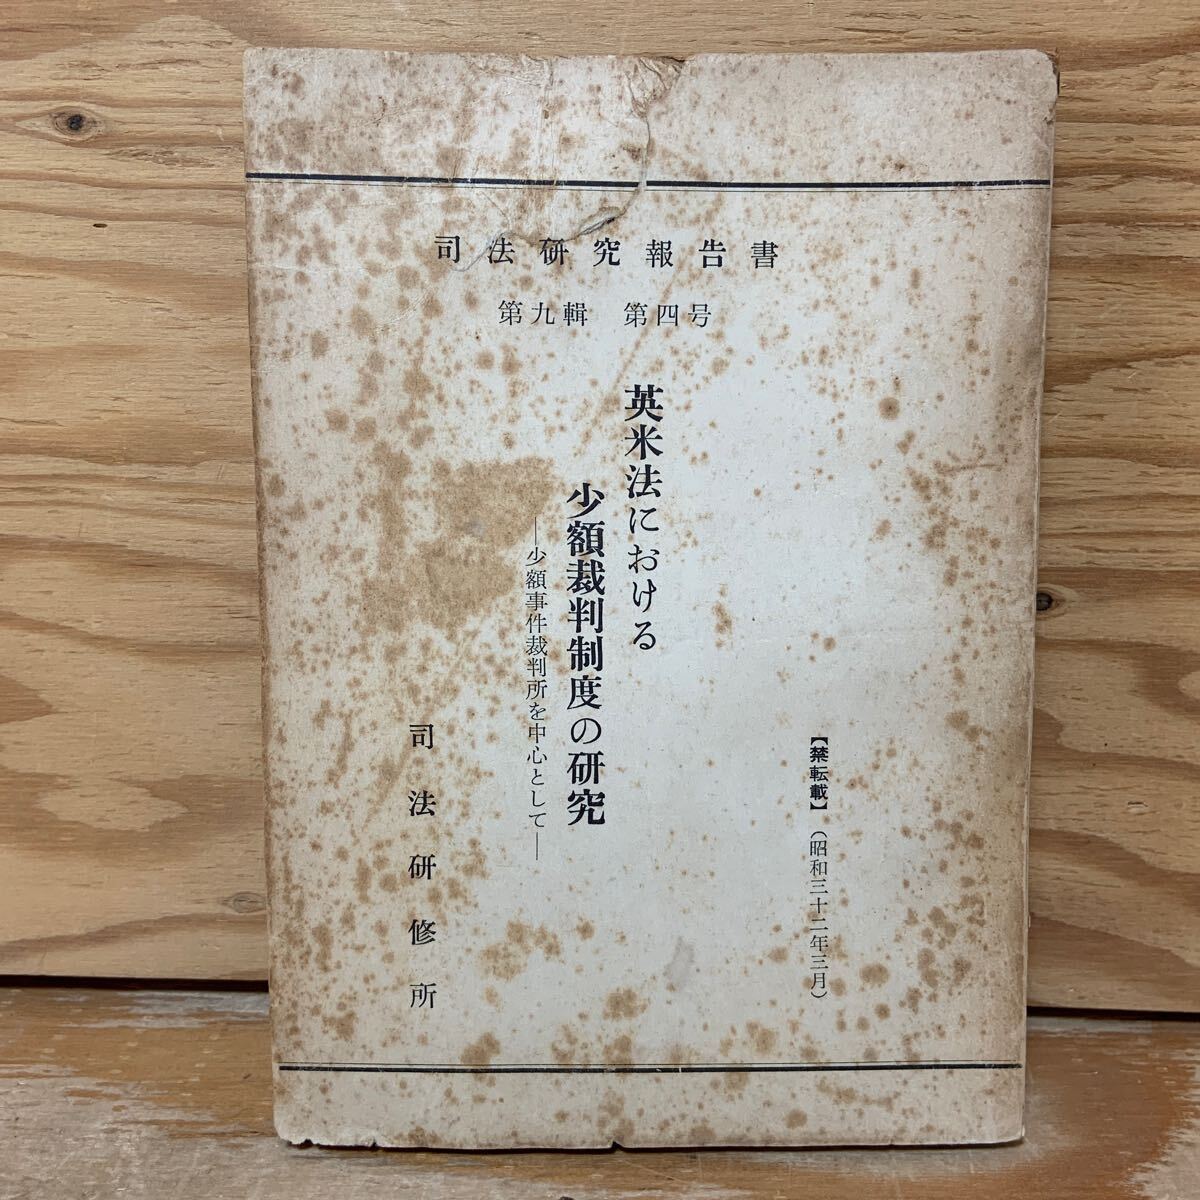 司法研究報告書
第九輯 第四号
【禁転載】（昭和三十二年三月）
英米法における
少額裁判制度の研究
―少額事件裁判所を中心として―
司法研修所